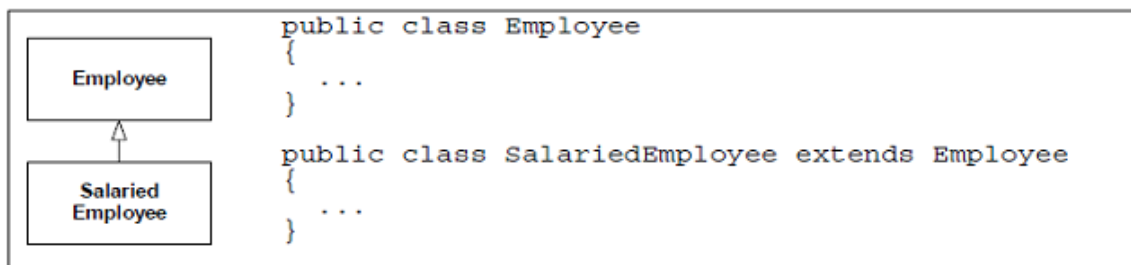 Employee
Salaried
Employee
public class Employee
{
...
}
public class SalariedEmployee extends Employee
{
...
}